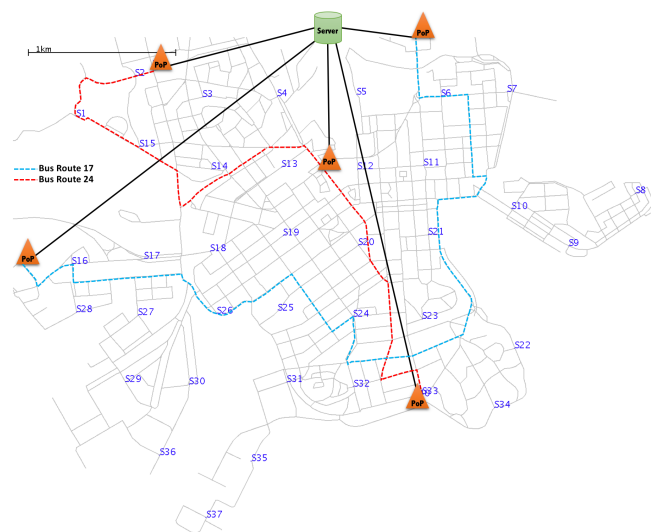 Server
PoP
1km
PoP
S2
S3
S4
S5
S6
S7
S1
S15
S14
S13
PoP
S12
S11
Bus Route 17
Bus Route 24
S8
S10
S9
S21
S20
S19
S18
S17
S16
PoP
S28
S27
S26
S25
S24
S23
S22
S29
S30
S31
S32
S33
PoP
S34
S36
S35
S37